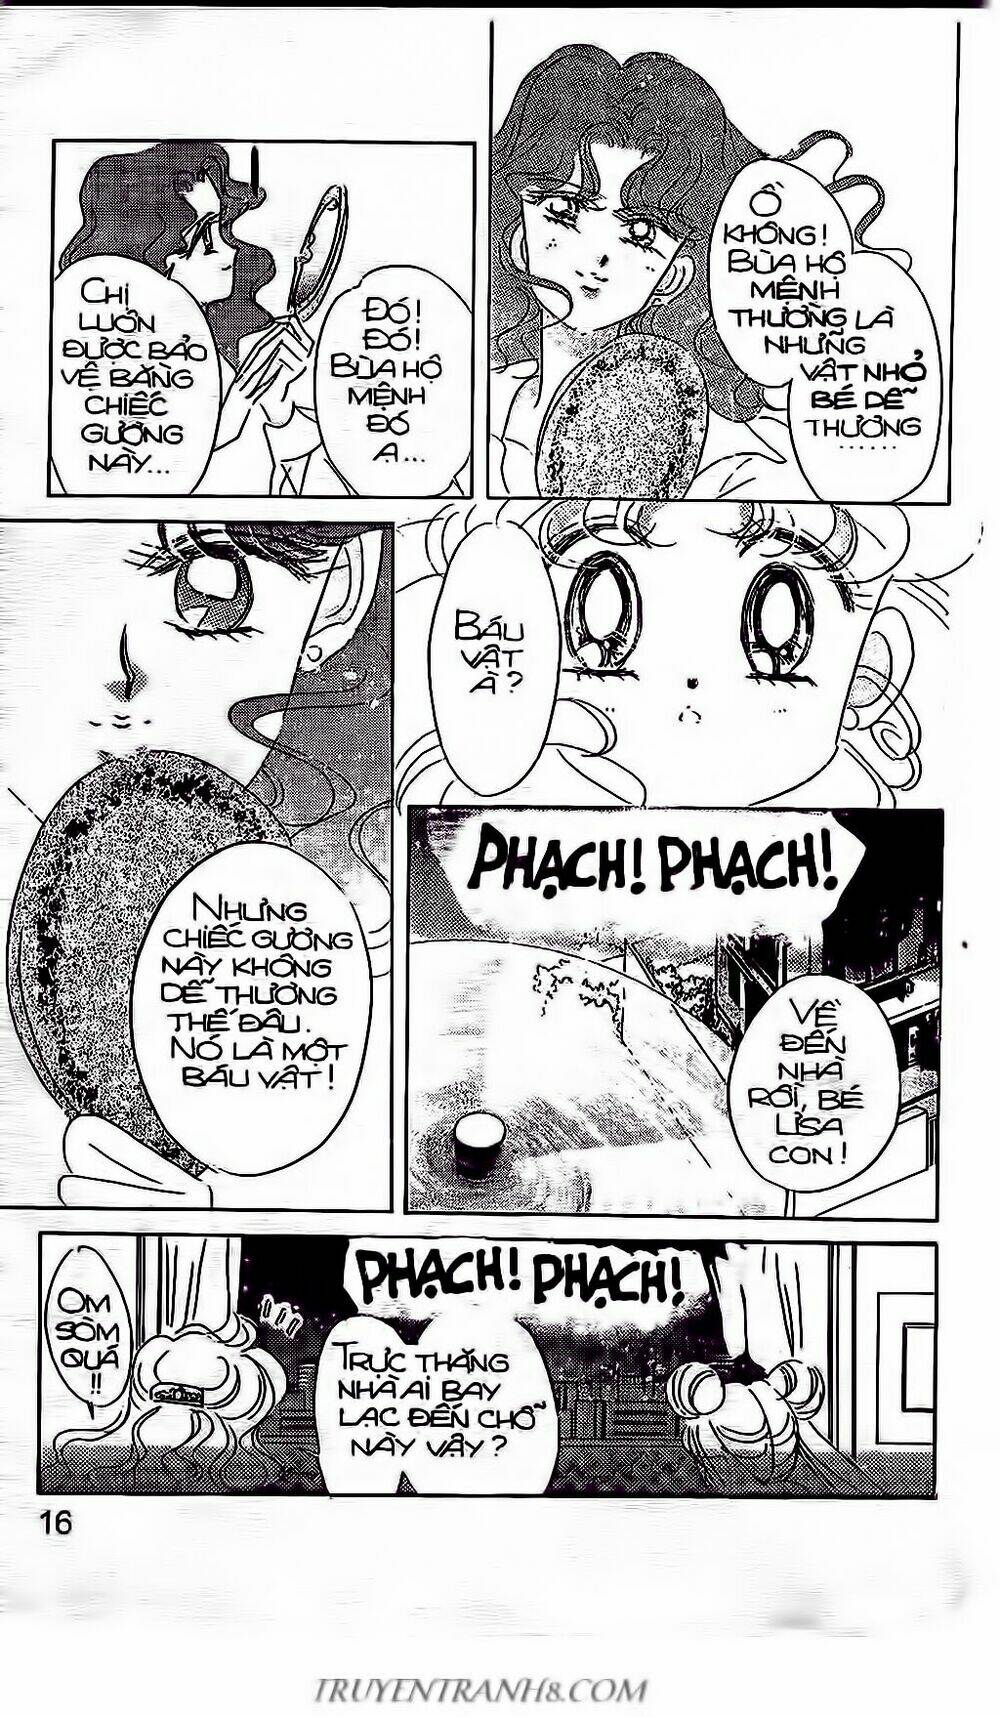 CHỊ
LUÔN
ĐƯỢC BẢO
VỆ BẰNG
CHIẾC
GƯƠNG
NÀY...
ĐÓ!
ĐÓ!
BÙA HỘ
MỆNH
ĐÓ
Ạ...
Ồ
KHÔNG!
BÙA HỘ
MỆNH
THƯỜNG LÀ
NHỮNG
VẬT NHỎ
BÉ DỄ
THƯƠNG
......
BÁU
VẬT
À?
NHƯNG
CHIẾC GƯƠNG
NÀY KHÔNG
DỄ THƯƠNG
THẾ ĐÂU.
NÓ LÀ MỘT
BÁU VẬT!
PHẠCH! PHẠCH!
VỀ
ĐẾN
NHÀ
RỒI, BÉ
USA
CON!
OM
SÒM
QUÁ
!!
PHẠCH! PHẠCH!
TRỰC THĂNG
NHÀ AI BAY
LẠC ĐẾN CHỖ
NÀY VẬY?
16
TRUYENTRANH8.COM